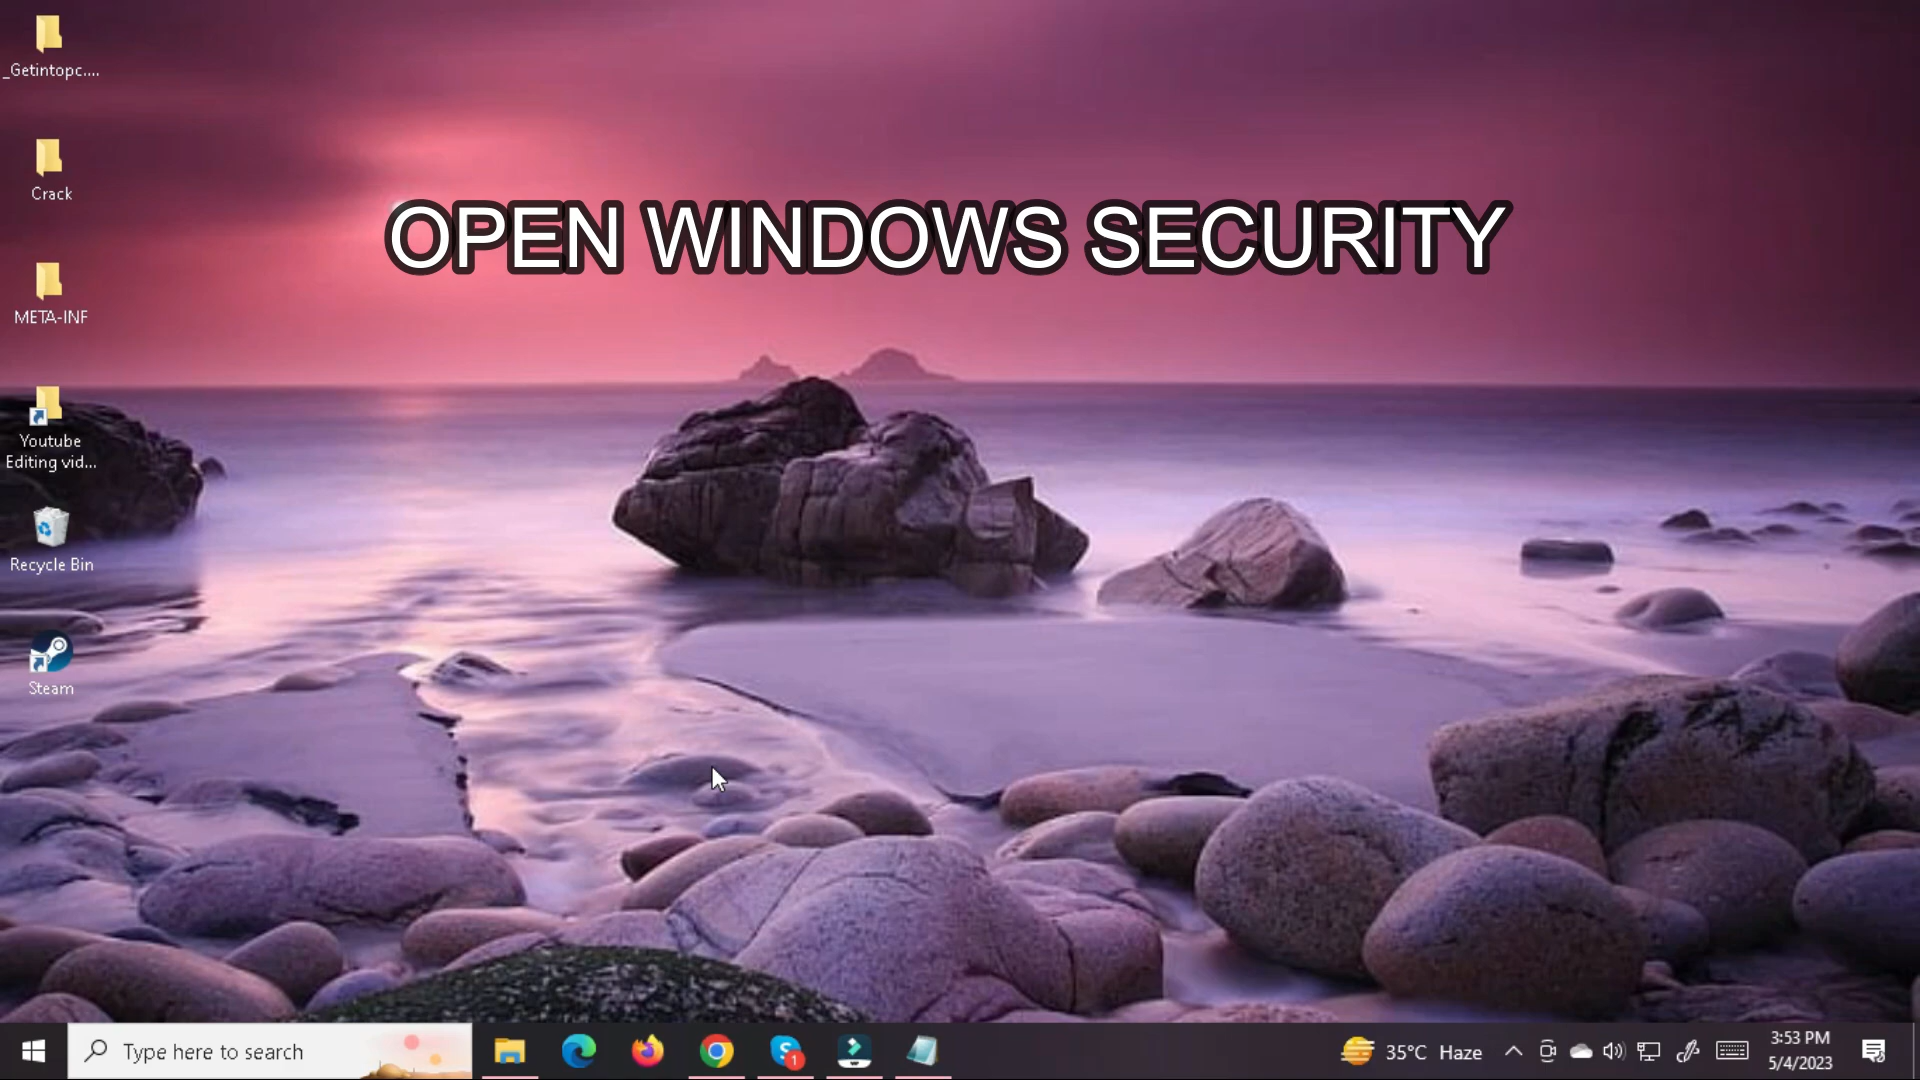 _Getintopc....
Crack
META-INF
Youtube
Editing vid...
Recycle Bin
Steam
OPEN WINDOWS SECURITY
Type here to search
1
35°C Haze
3:53 PM
5/4/2023